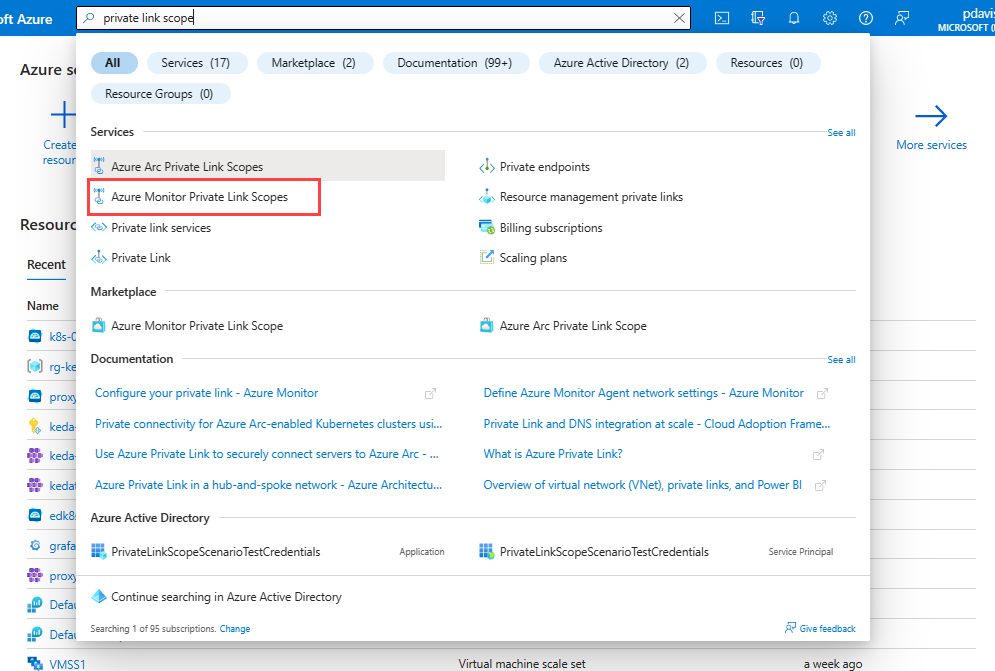 oft Azure
private link scope
pdavis
MICROSOFT (
All
Services (17)
Marketplace (2)
Documentation (99+)
Azure Active Directory (2)
Resources (0)
Resource Groups (0)
Azure se
Create
resour
More services
Services
See all
Azure Arc Private Link Scopes
Private endpoints
Azure Monitor Private Link Scopes
Resource management private links
Private link services
Billing subscriptions
Private Link
Scaling plans
Resourc
Recent
Name
Marketplace
Azure Monitor Private Link Scope
Azure Arc Private Link Scope
Documentation
See all
Configure your private link - Azure Monitor
Define Azure Monitor Agent network settings - Azure Monitor
Private connectivity for Azure Arc-enabled Kubernetes clusters usi...
Private Link and DNS integration at scale - Cloud Adoption Frame...
Use Azure Private Link to securely connect servers to Azure Arc - ...
What is Azure Private Link?
Azure Private Link in a hub-and-spoke network - Azure Architectu...
Overview of virtual network (VNet), private links, and Power BI
Azure Active Directory
PrivateLinkScopeScenarioTestCredentials
Application
PrivateLinkScopeScenarioTestCredentials
Service Principal
Continue searching in Azure Active Directory
Searching 1 of 95 subscriptions. Change
Give feedback
k8s-0
rg-ke
proxy
keda-
keda-
kedat
edk8s
grafa
proxy
Defau
Defau
VMSS1
Virtual machine scale set
a week ago